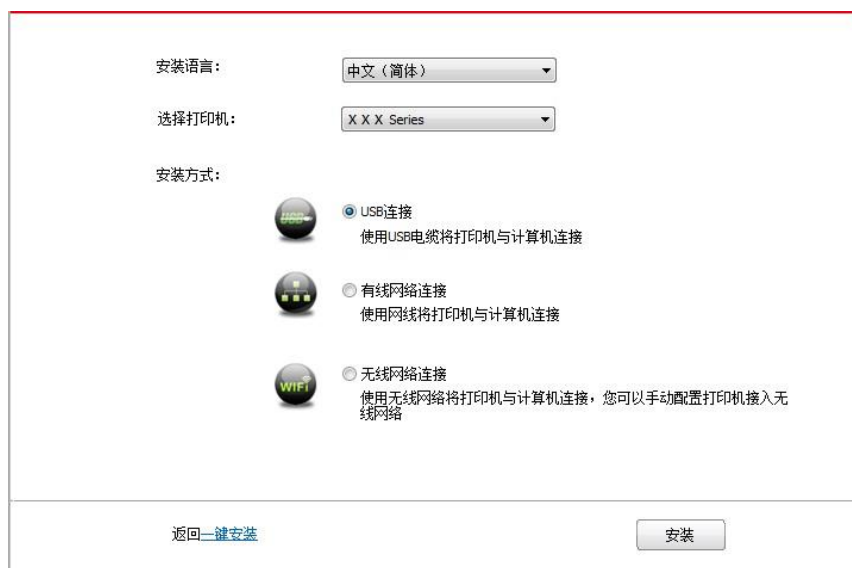 安装语言：
中文（简体）
选择打印机：
X X X Series
安装方式：
USB
USB连接
使用USB电缆将打印机与计算机连接
有线网络连接
使用网线将打印机与计算机连接
WiFi
无线网络连接
使用无线网络将打印机与计算机连接，您可以手动配置打印机接入无
线网络
返回一键安装
安装